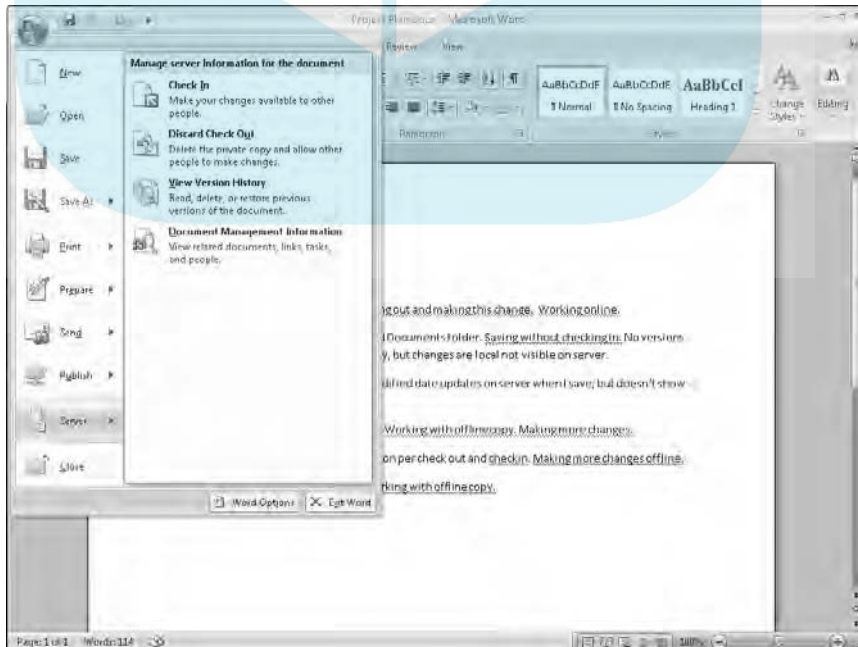 Project Planning - Microsoft Word
Review View
New
Open
Save
Save As
Print
Prepare
Send
Publish
Server
Close
Manage server information for the document
Check In
Make your changes available to other
people.
Discard Check Out
Delete the private copy and allow other
people to make changes.
View Version History
Read, delete, or restore previous
versions of the document.
Document Management Information
View related documents, links, tasks,
and people.
Word Options Exit Word
Paragraph
AaBbCcDdE AaBbCcDdE AaBbCcI
¶ Normal ¶ No Spacing Heading 1
Change
Styles
Editing
Styles
out and making this change. Working online.
Documents folder. Saving without checking in. No versions
, but changes are local not visible on server.
date updates on server when I save, but doesn't show
Working with offline copy. Making more changes.
on per check out and checkin. Making more changes offline.
king with offline copy.
Page: 1 of 1 Words: 114
100%